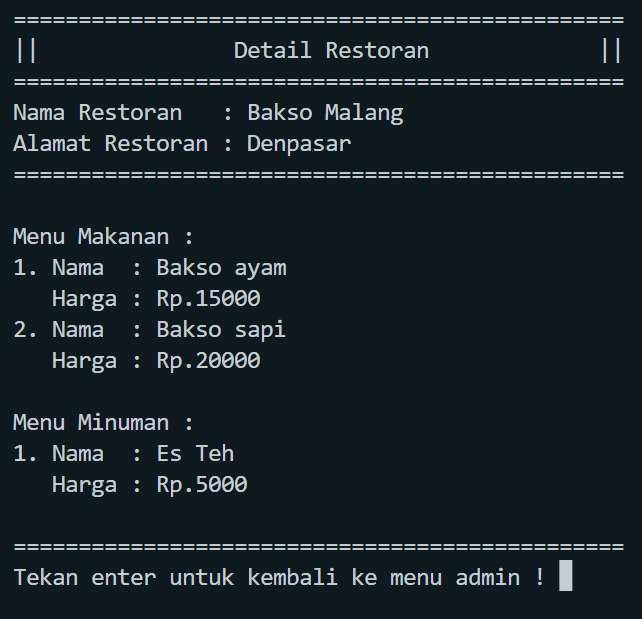 ===============================================
||               Detail Restoran             ||
===============================================
Nama Restoran   : Bakso Malang
Alamat Restoran : Denpasar
===============================================
Menu Makanan :
1. Nama  : Bakso ayam
   Harga : Rp.15000
2. Nama  : Bakso sapi
   Harga : Rp.20000
Menu Minuman :
1. Nama  : Es Teh
   Harga : Rp.5000
===============================================
Tekan enter untuk kembali ke menu admin !